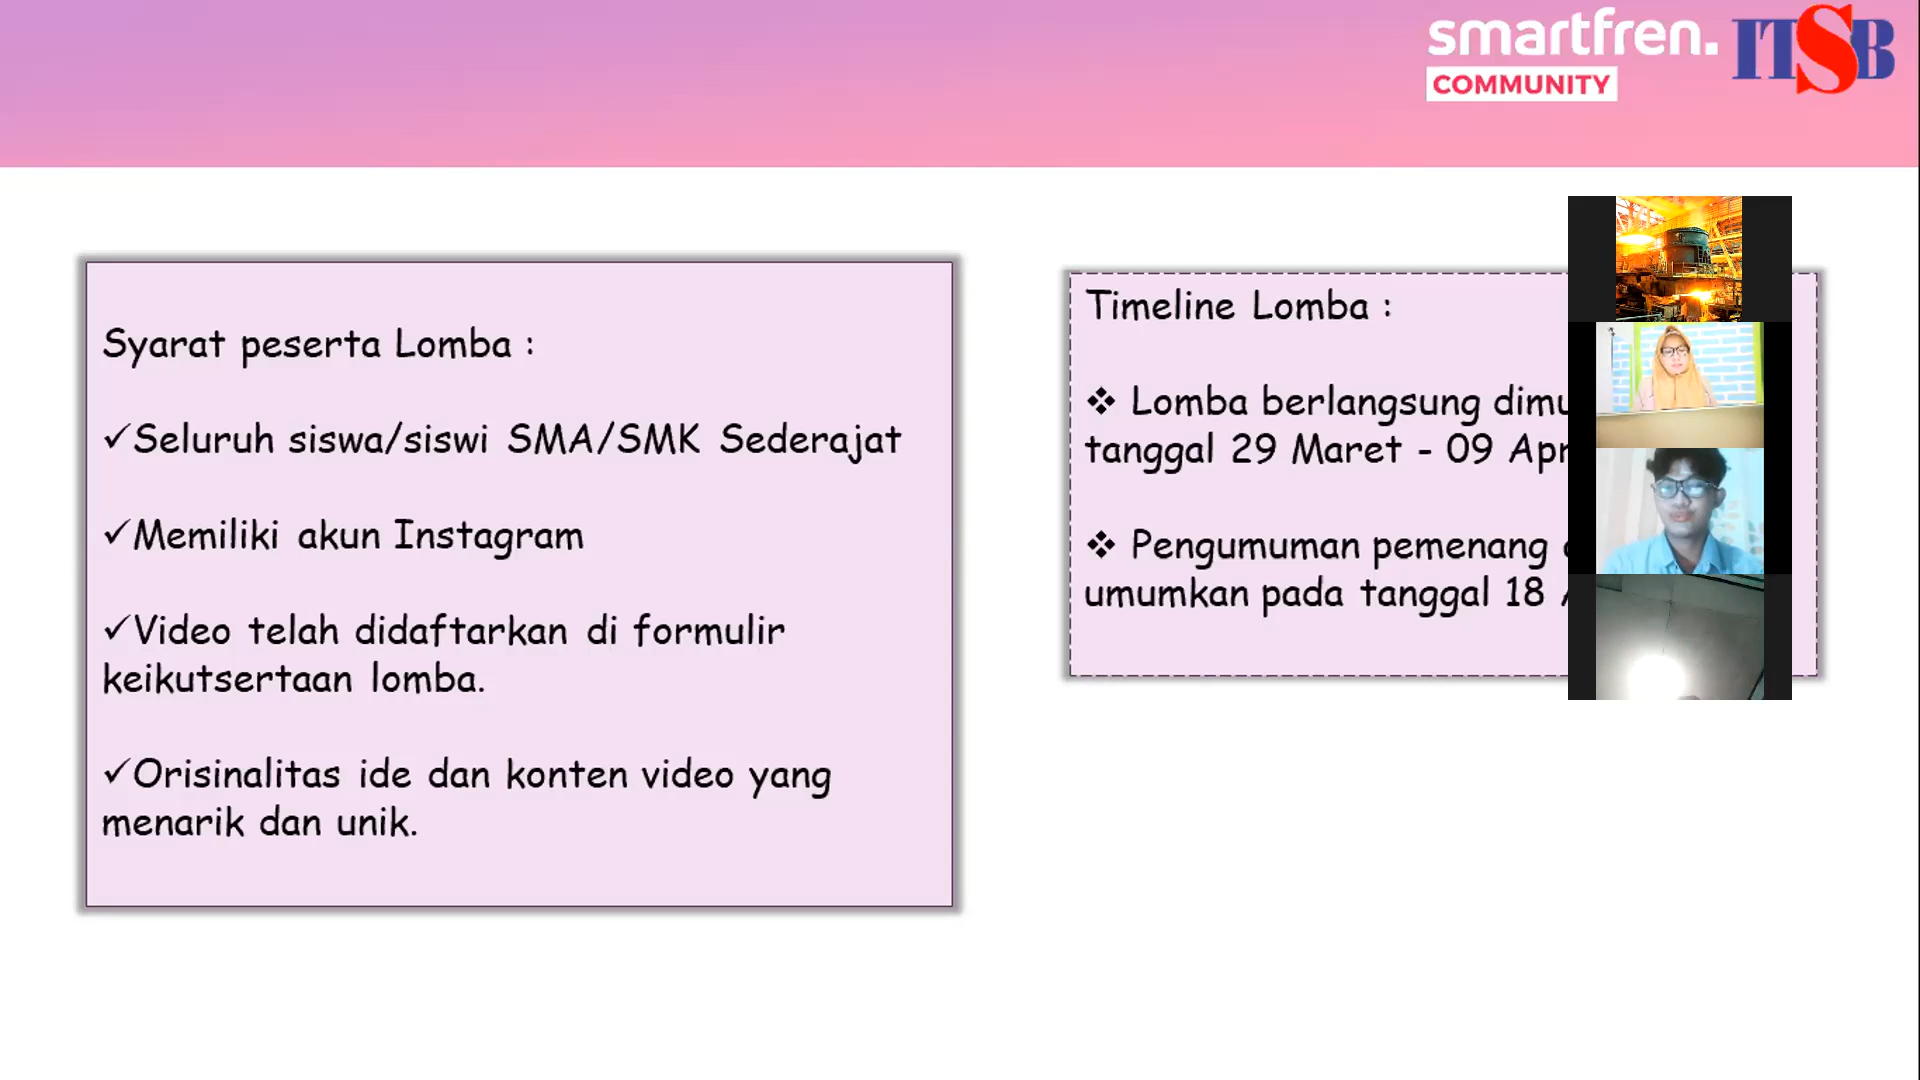 smartfren.
COMMUNITY
ITSB
Syarat peserta Lomba :
✓Seluruh siswa/siswi SMA/SMK Sederajat
✓Memiliki akun Instagram
✓Video telah didaftarkan di formulir
keikutsertaan lomba.
✓Orisinalitas ide dan konten video yang
menarik dan unik.
Timeline Lomba :
❖ Lomba berlangsung
tanggal 29 Maret - 09
❖ Pengumuman pemenang
umumkan pada tanggal 18